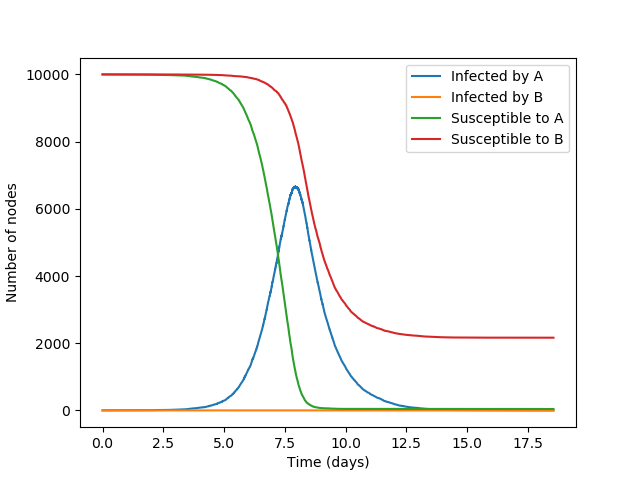 Infected by A
Infected by B
Susceptible to A
Susceptible to B
Number of nodes
10000
8000
6000
4000
2000
0
0.0 2.5 5.0 7.5 10.0 12.5 15.0 17.5
Time (days)